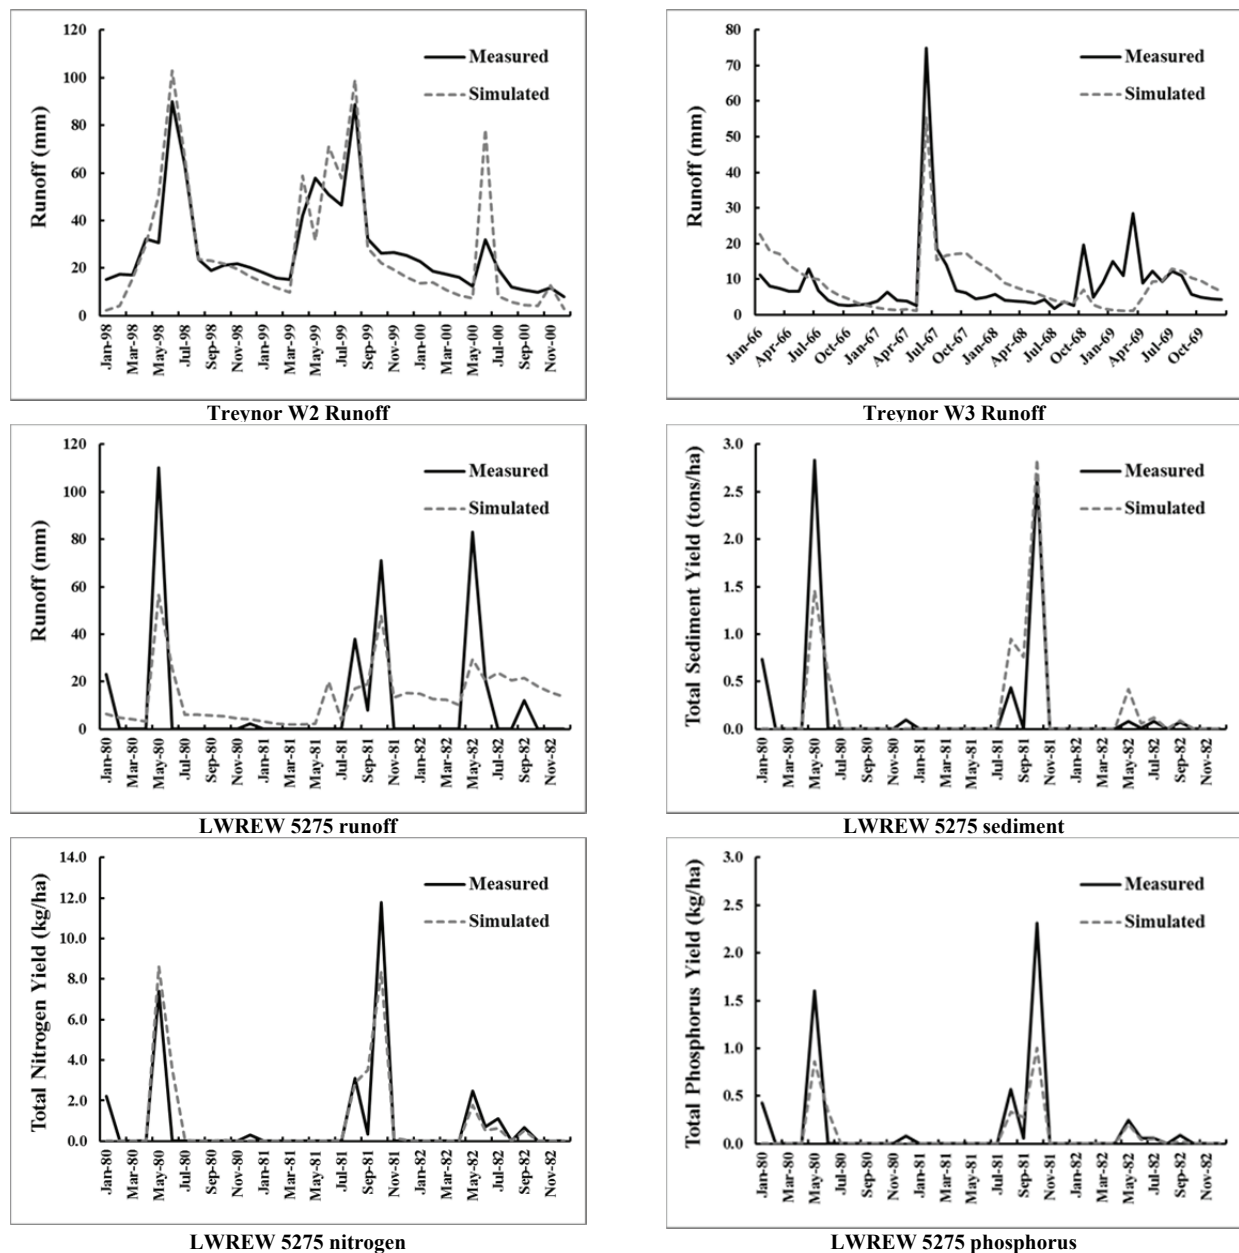 120
100
80
60
40
20
0
Runoff (mm)
Measured
Simulated
Jan-98
Mar-98
May-98
Jul-98
Sep-98
Nov-98
Jan-99
Mar-99
May-99
Jul-99
Sep-99
Nov-99
Jan-00
Mar-00
May-00
Jul-00
Sep-00
Nov-00
Treynor W2 Runoff
80
70
60
50
40
30
20
10
0
Runoff (mm)
Measured
Simulated
Jan-66
Apr-66
Jul-66
Oct-66
Jan-67
Apr-67
Jul-67
Oct-67
Jan-68
Apr-68
Jul-68
Oct-68
Jan-69
Apr-69
Jul-69
Oct-69
Treynor W3 Runoff
120
100
80
60
40
20
0
Runoff (mm)
Measured
Simulated
Jan-80
Mar-80
May-80
Jul-80
Sep-80
Nov-80
Jan-81
Mar-81
May-81
Jul-81
Sep-81
Nov-81
Jan-82
Mar-82
May-82
Jul-82
Sep-82
Nov-82
LWREW 5275 runoff
3.0
2.5
2.0
1.5
1.0
0.5
0.0
Total Sediment Yield (tons/ha)
Measured
Simulated
Jan-80
Mar-80
May-80
Jul-80
Sep-80
Nov-80
Jan-81
Mar-81
May-81
Jul-81
Sep-81
Nov-81
Jan-82
Mar-82
May-82
Jul-82
Sep-82
Nov-82
LWREW 5275 sediment
14.0
12.0
10.0
8.0
6.0
4.0
2.0
0.0
Total Nitrogen Yield (kg/ha)
Measured
Simulated
Jan-80
Mar-80
May-80
Jul-80
Sep-80
Nov-80
Jan-81
Mar-81
May-81
Jul-81
Sep-81
Nov-81
Jan-82
Mar-82
May-82
Jul-82
Sep-82
Nov-82
LWREW 5275 nitrogen
3.0
2.5
2.0
1.5
1.0
0.5
0.0
Total Phosphorus Yield (kg/ha)
Measured
Simulated
Jan-80
Mar-80
May-80
Jul-80
Sep-80
Nov-80
Jan-81
Mar-81
May-81
Jul-81
Sep-81
Nov-81
Jan-82
Mar-82
May-82
Jul-82
Sep-82
Nov-82
LWREW 5275 phosphorus